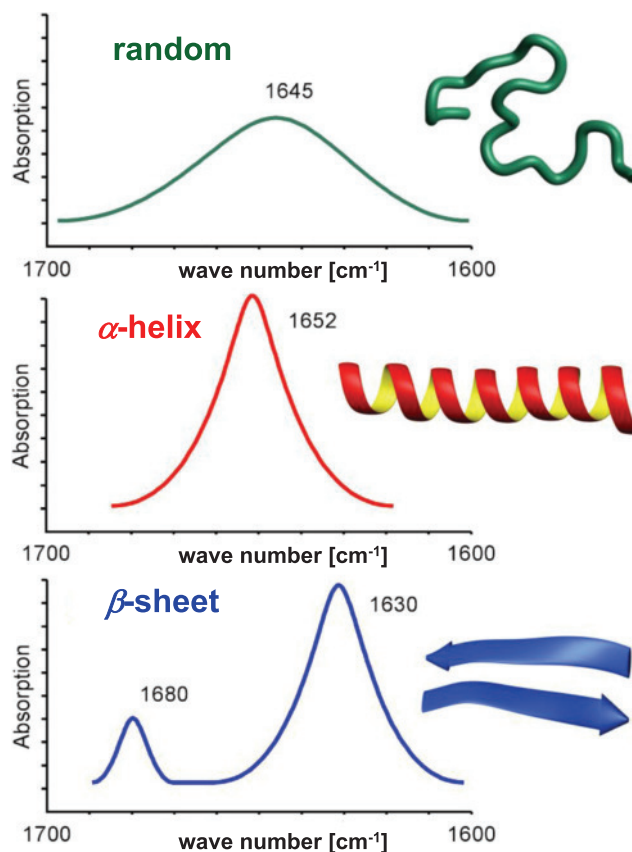 random
1645
Absorption
1700
wave number [cm⁻¹]
1600
α-helix
1652
Absorption
1700
wave number [cm⁻¹]
1600
β-sheet
1630
1680
Absorption
1700
wave number [cm⁻¹]
1600